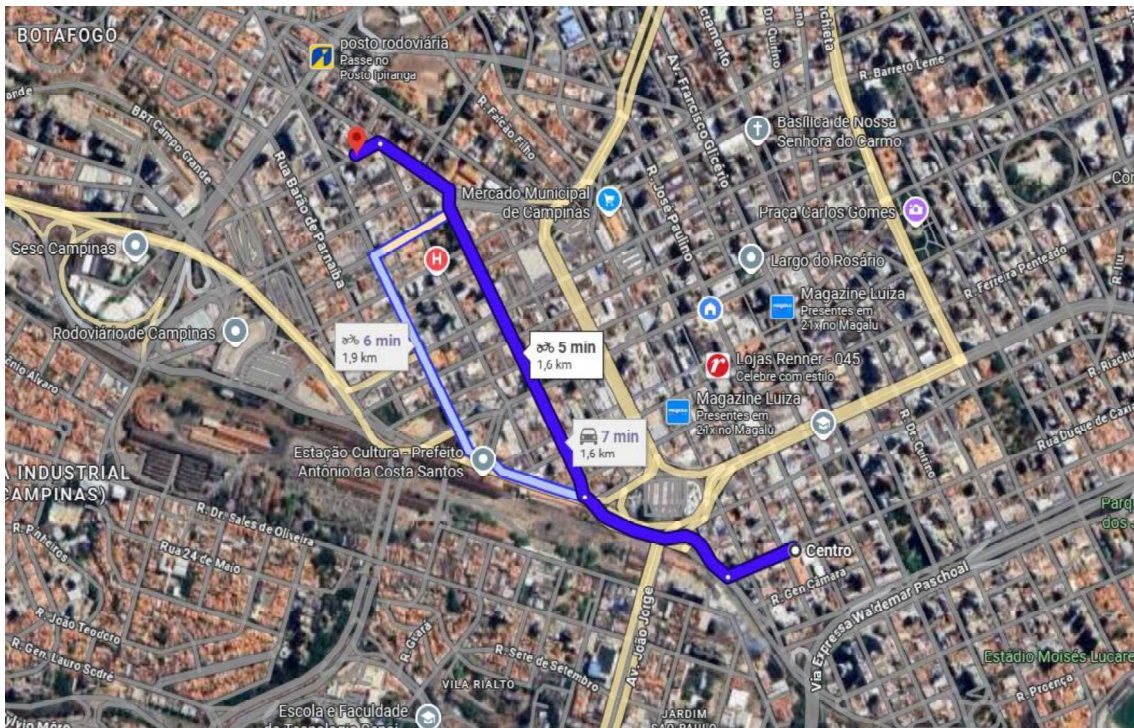 BOTAFOGO
posto rodoviária
Passe no
Posto Ipiranga
Dr. Quirino
R. Barreto Leme
Av. Francisco Glicério
BRT Campo Grande
R. Falcão Filho
Basílica de Nossa
Senhora do Carmo
Rua Barão de Parnaíba
Mercado Municipal
de Campinas
R. José Paulino
Praça Carlos Gomes
Sesc Campinas
Largo do Rosário
R. Ferreira Penteado
Magazine Luiza
Presentes em
21x no Magalu
Rodoviário de Campinas
6 min
1,9 km
5 min
1,6 km
Lojas Renner - 045
Celebre com estilo
Magazine Luiza
Presentes em
21x no Magalu
7 min
1,6 km
R. Dr. Quirino
Rua Duque de Caxia
Estação Cultura - Prefeito
Antônio da Costa Santos
A INDUSTRIAL
CAMPINAS)
R. Dr. Sales de Oliveira
R. Pinheiros
Rua 24 de Maio
Centro
R. Gen. Câmara
Via Expressa Waldemar Paschoal
R. João Teodoro
R. Gen. Lauro Sodré
Av. João Jorge
R. Sete de Setembro
VILA RIALTO
Estádio Moisés Lucare
R. Proença
Escola e Faculdade
JARDIM